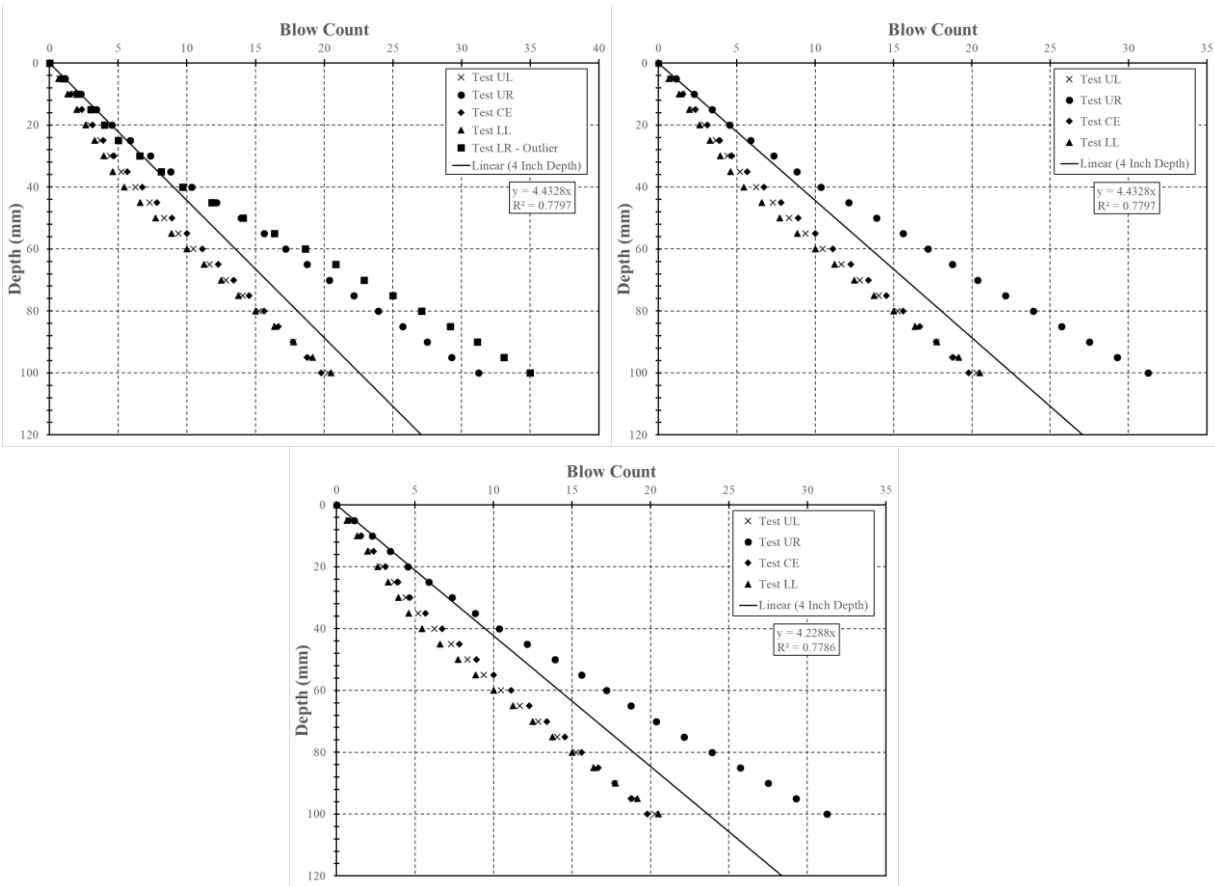 Blow Count
0 5 10 15 20 25 30 35 40
0
20
40
60
80
100
120
Depth (mm)
Test UL
Test UR
Test CE
Test LL
Test LR - Outlier
Linear (4 Inch Depth)
y = 4.4328x
R² = 0.7797
Blow Count
0 5 10 15 20 25 30 35
0
20
40
60
80
100
120
Depth (mm)
Test UL
Test UR
Test CE
Test LL
Linear (4 Inch Depth)
y = 4.4328x
R² = 0.7797
Blow Count
0 5 10 15 20 25 30 35
0
20
40
60
80
100
120
Depth (mm)
Test UL
Test UR
Test CE
Test LL
Linear (4 Inch Depth)
y = 4.2288x
R² = 0.7786